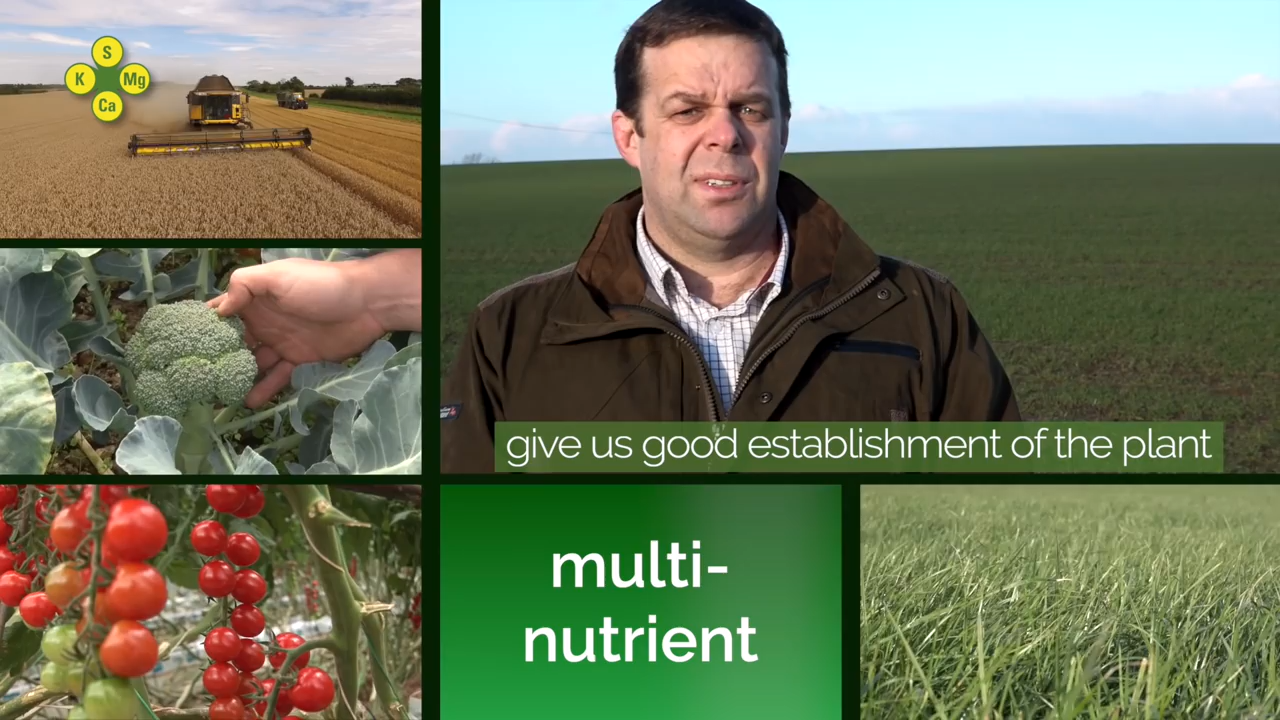 S
K Mg
Ca
give us good establishment of the plant
multi-
nutrient